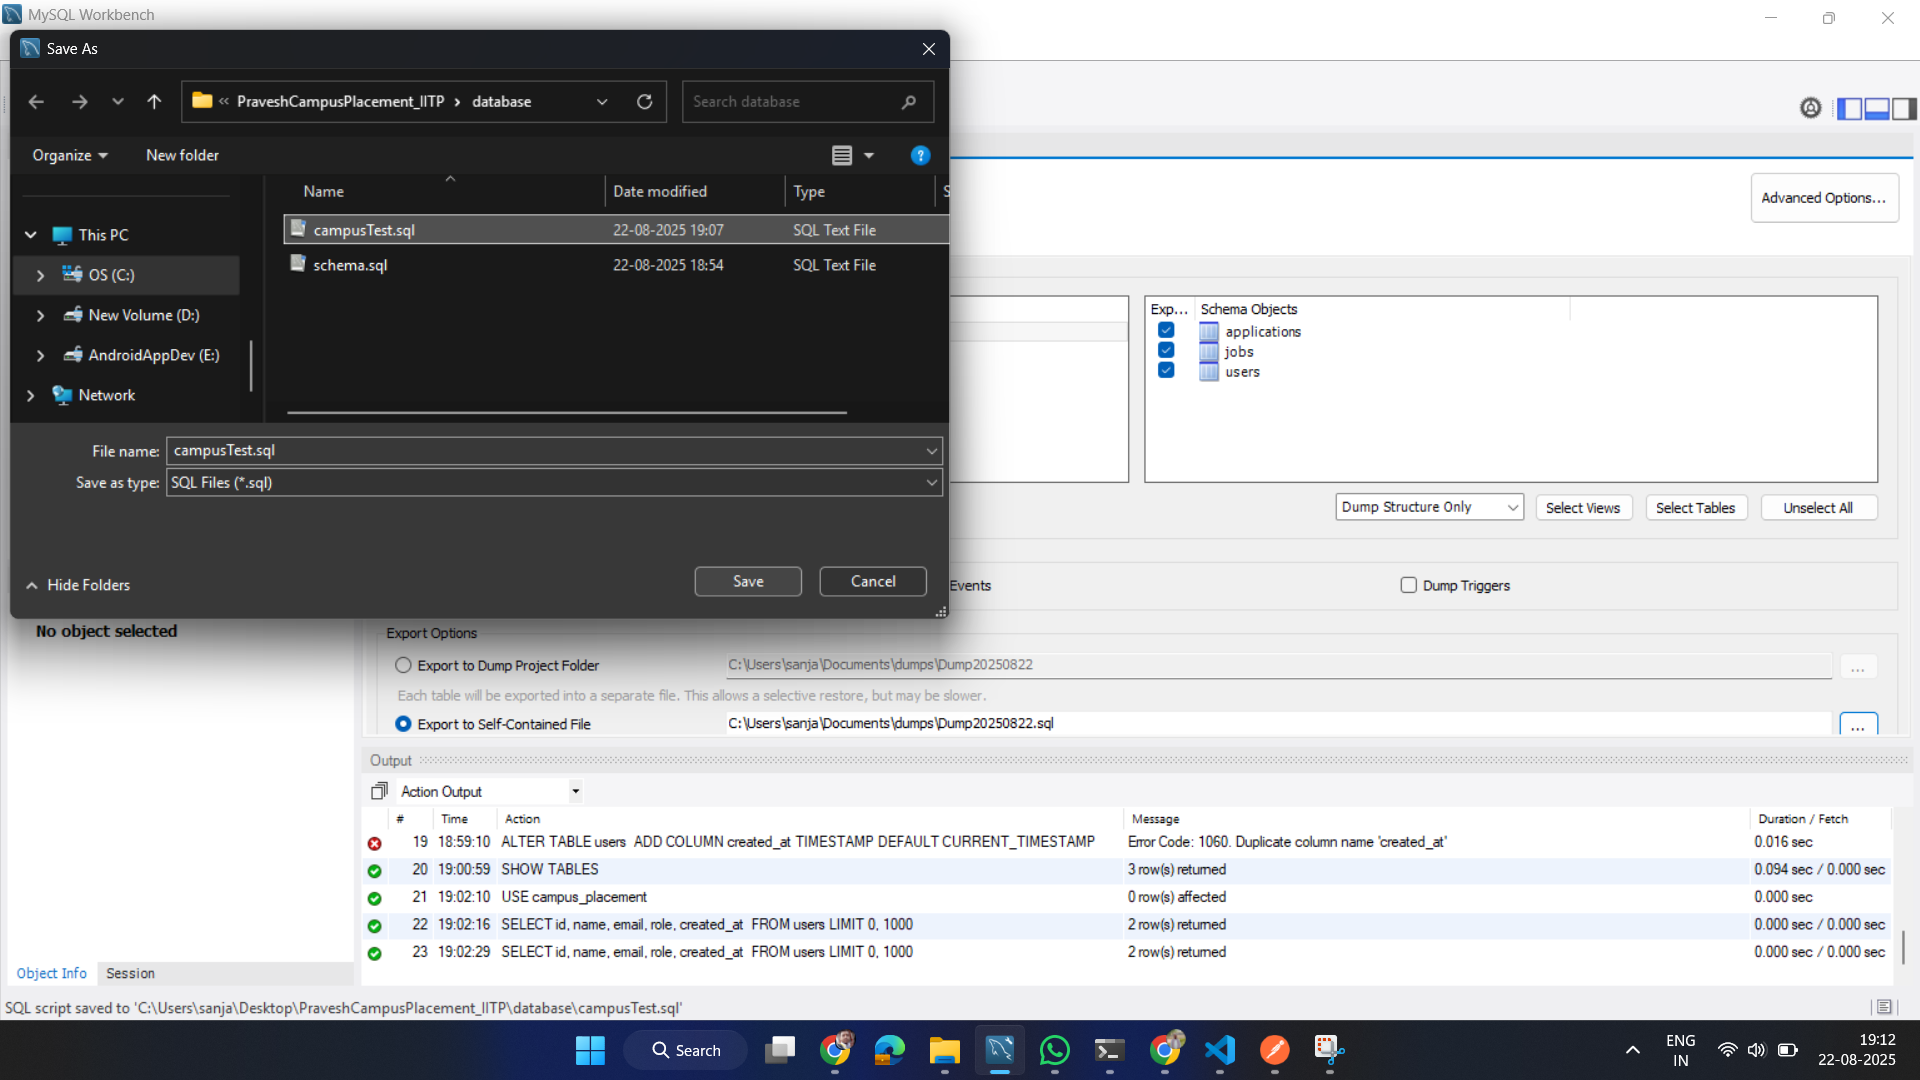 MySQL Workbench
Save As
PraveshCampusPlacement_IITP › database
Search database
Organize
New folder
Name
Date modified
Type
S
campusTest.sql 22-08-2025 19:07 SQL Text File
schema.sql 22-08-2025 18:54 SQL Text File
This PC
OS (C:)
New Volume (D:)
AndroidAppDev (E:)
Network
File name: campusTest.sql
Save as type: SQL Files (*.sql)
Hide Folders
Save
Cancel
Advanced Options...
Exp... Schema Objects
applications
jobs
users
Dump Structure Only
Select Views
Select Tables
Unselect All
Events
Dump Triggers
No object selected
Export Options
Export to Dump Project Folder C:\Users\sanja\Documents\dumps\Dump20250822 ...
Each table will be exported into a separate file. This allows a selective restore, but may be slower.
Export to Self-Contained File C:\Users\sanja\Documents\dumps\Dump20250822.sql ...
Output
Action Output
# Time Action Message Duration / Fetch
19 18:59:10 ALTER TABLE users ADD COLUMN created_at TIMESTAMP DEFAULT CURRENT_TIMESTAMP Error Code: 1060. Duplicate column name 'created_at' 0.016 sec
20 19:00:59 SHOW TABLES 3 row(s) returned 0.094 sec / 0.000 sec
21 19:02:10 USE campus_placement 0 row(s) affected 0.000 sec
22 19:02:16 SELECT id, name, email, role, created_at FROM users LIMIT 0, 1000 2 row(s) returned 0.000 sec / 0.000 sec
23 19:02:29 SELECT id, name, email, role, created_at FROM users LIMIT 0, 1000 2 row(s) returned 0.000 sec / 0.000 sec
Object Info
Session
SQL script saved to 'C:\Users\sanja\Desktop\PraveshCampusPlacement_IITP\database\campusTest.sql'
Search
ENG
IN
19:12
22-08-2025